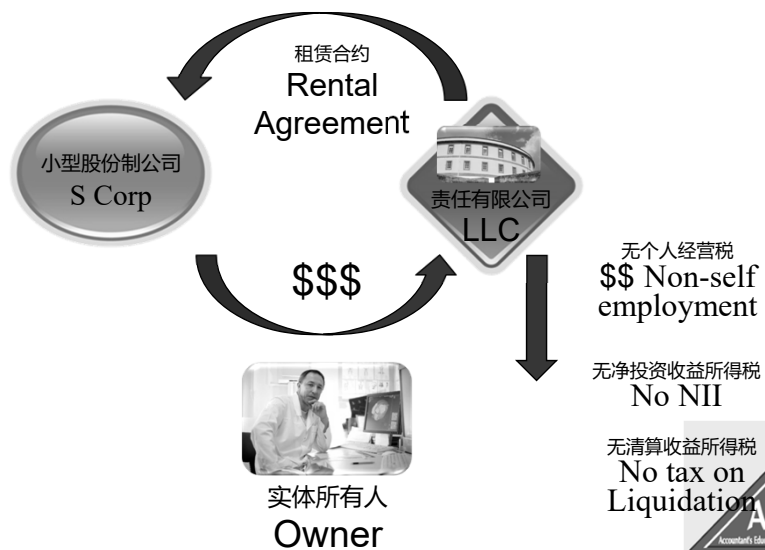 租赁合约
Rental
Agreement
小型股份制公司
S Corp
责任有限公司
LLC
$$$
无个人经营税
$$ Non-self
employment
无净投资收益所得税
No NII
无清算收益所得税
No tax on
Liquidation
实体所有人
Owner